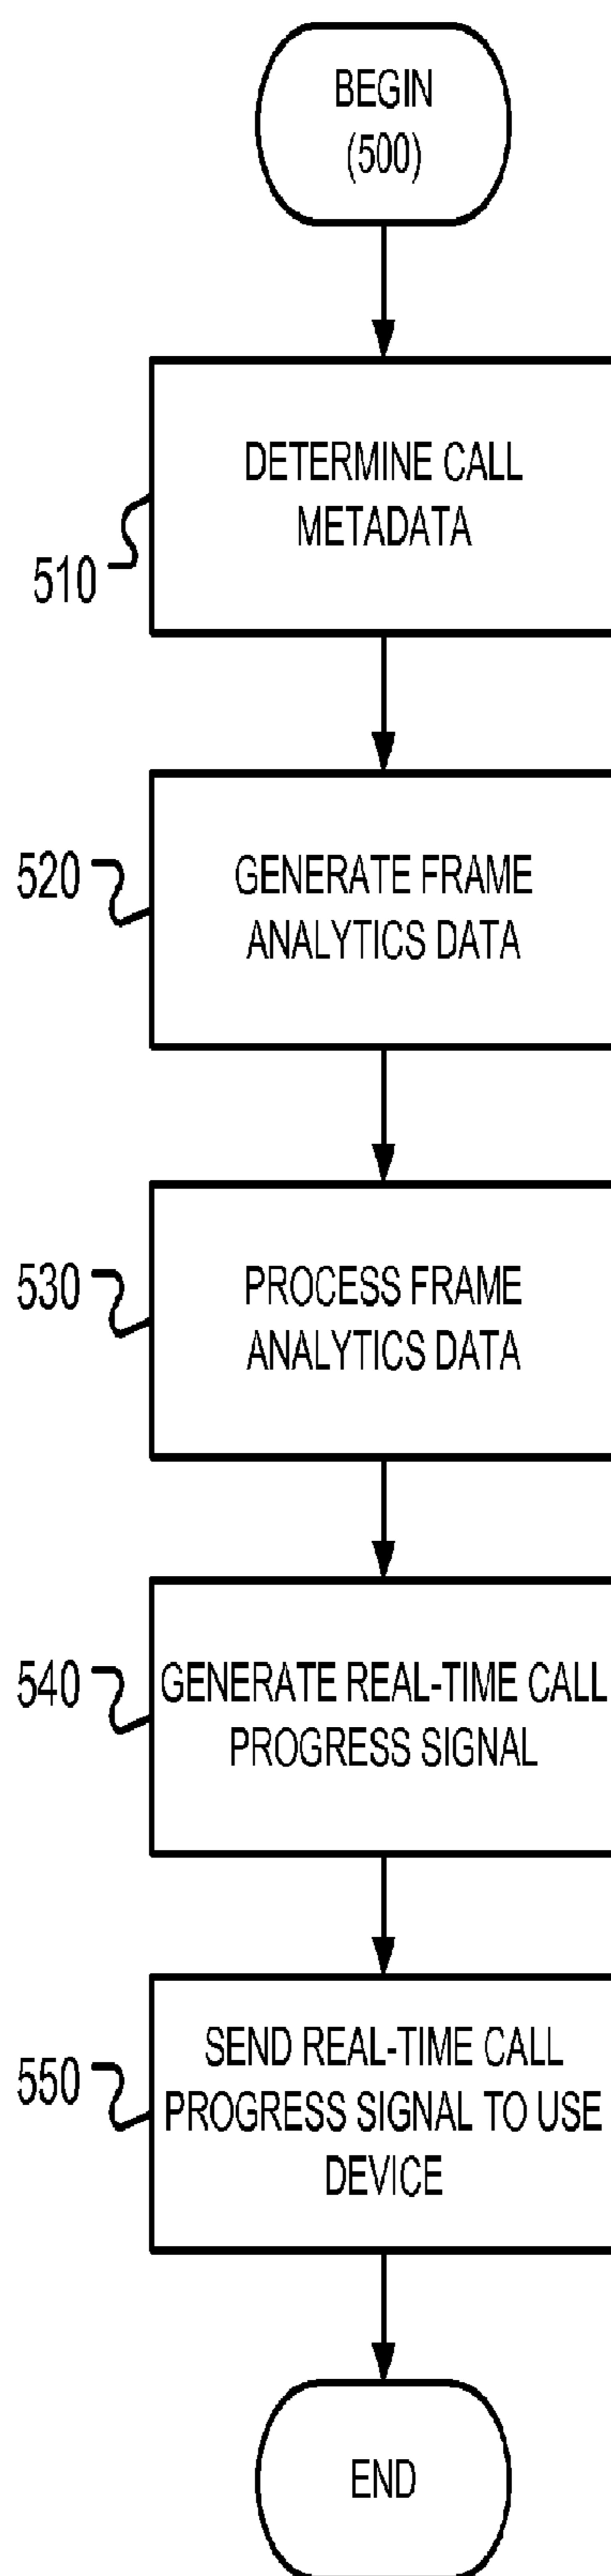 BEGIN
(500)
DETERMINE CALL
METADATA
510
520
GENERATE FRAME
ANALYTICS DATA
530
PROCESS FRAME
ANALYTICS DATA
540
GENERATE REAL-TIME CALL
PROGRESS SIGNAL
550
SEND REAL-TIME CALL
PROGRESS SIGNAL TO USE
DEVICE
END